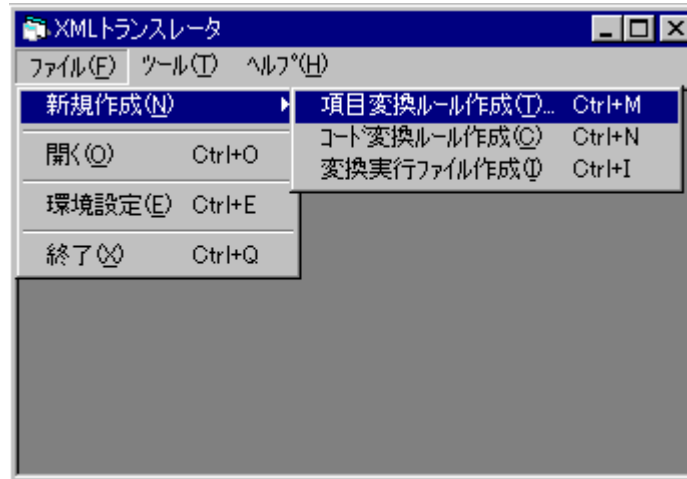 XMLトランスレータ
ﾌｧｲﾙ(F) ﾂｰﾙ(T) ﾍﾙﾌﾟ(H)
新規作成(N)
項目変換ﾙｰﾙ作成(T)... Ctrl+M
ｺｰﾄﾞ変換ﾙｰﾙ作成(C) Ctrl+N
変換実行ﾌｧｲﾙ作成(I) Ctrl+I
開く(O) Ctrl+O
環境設定(E) Ctrl+E
終了(X) Ctrl+Q